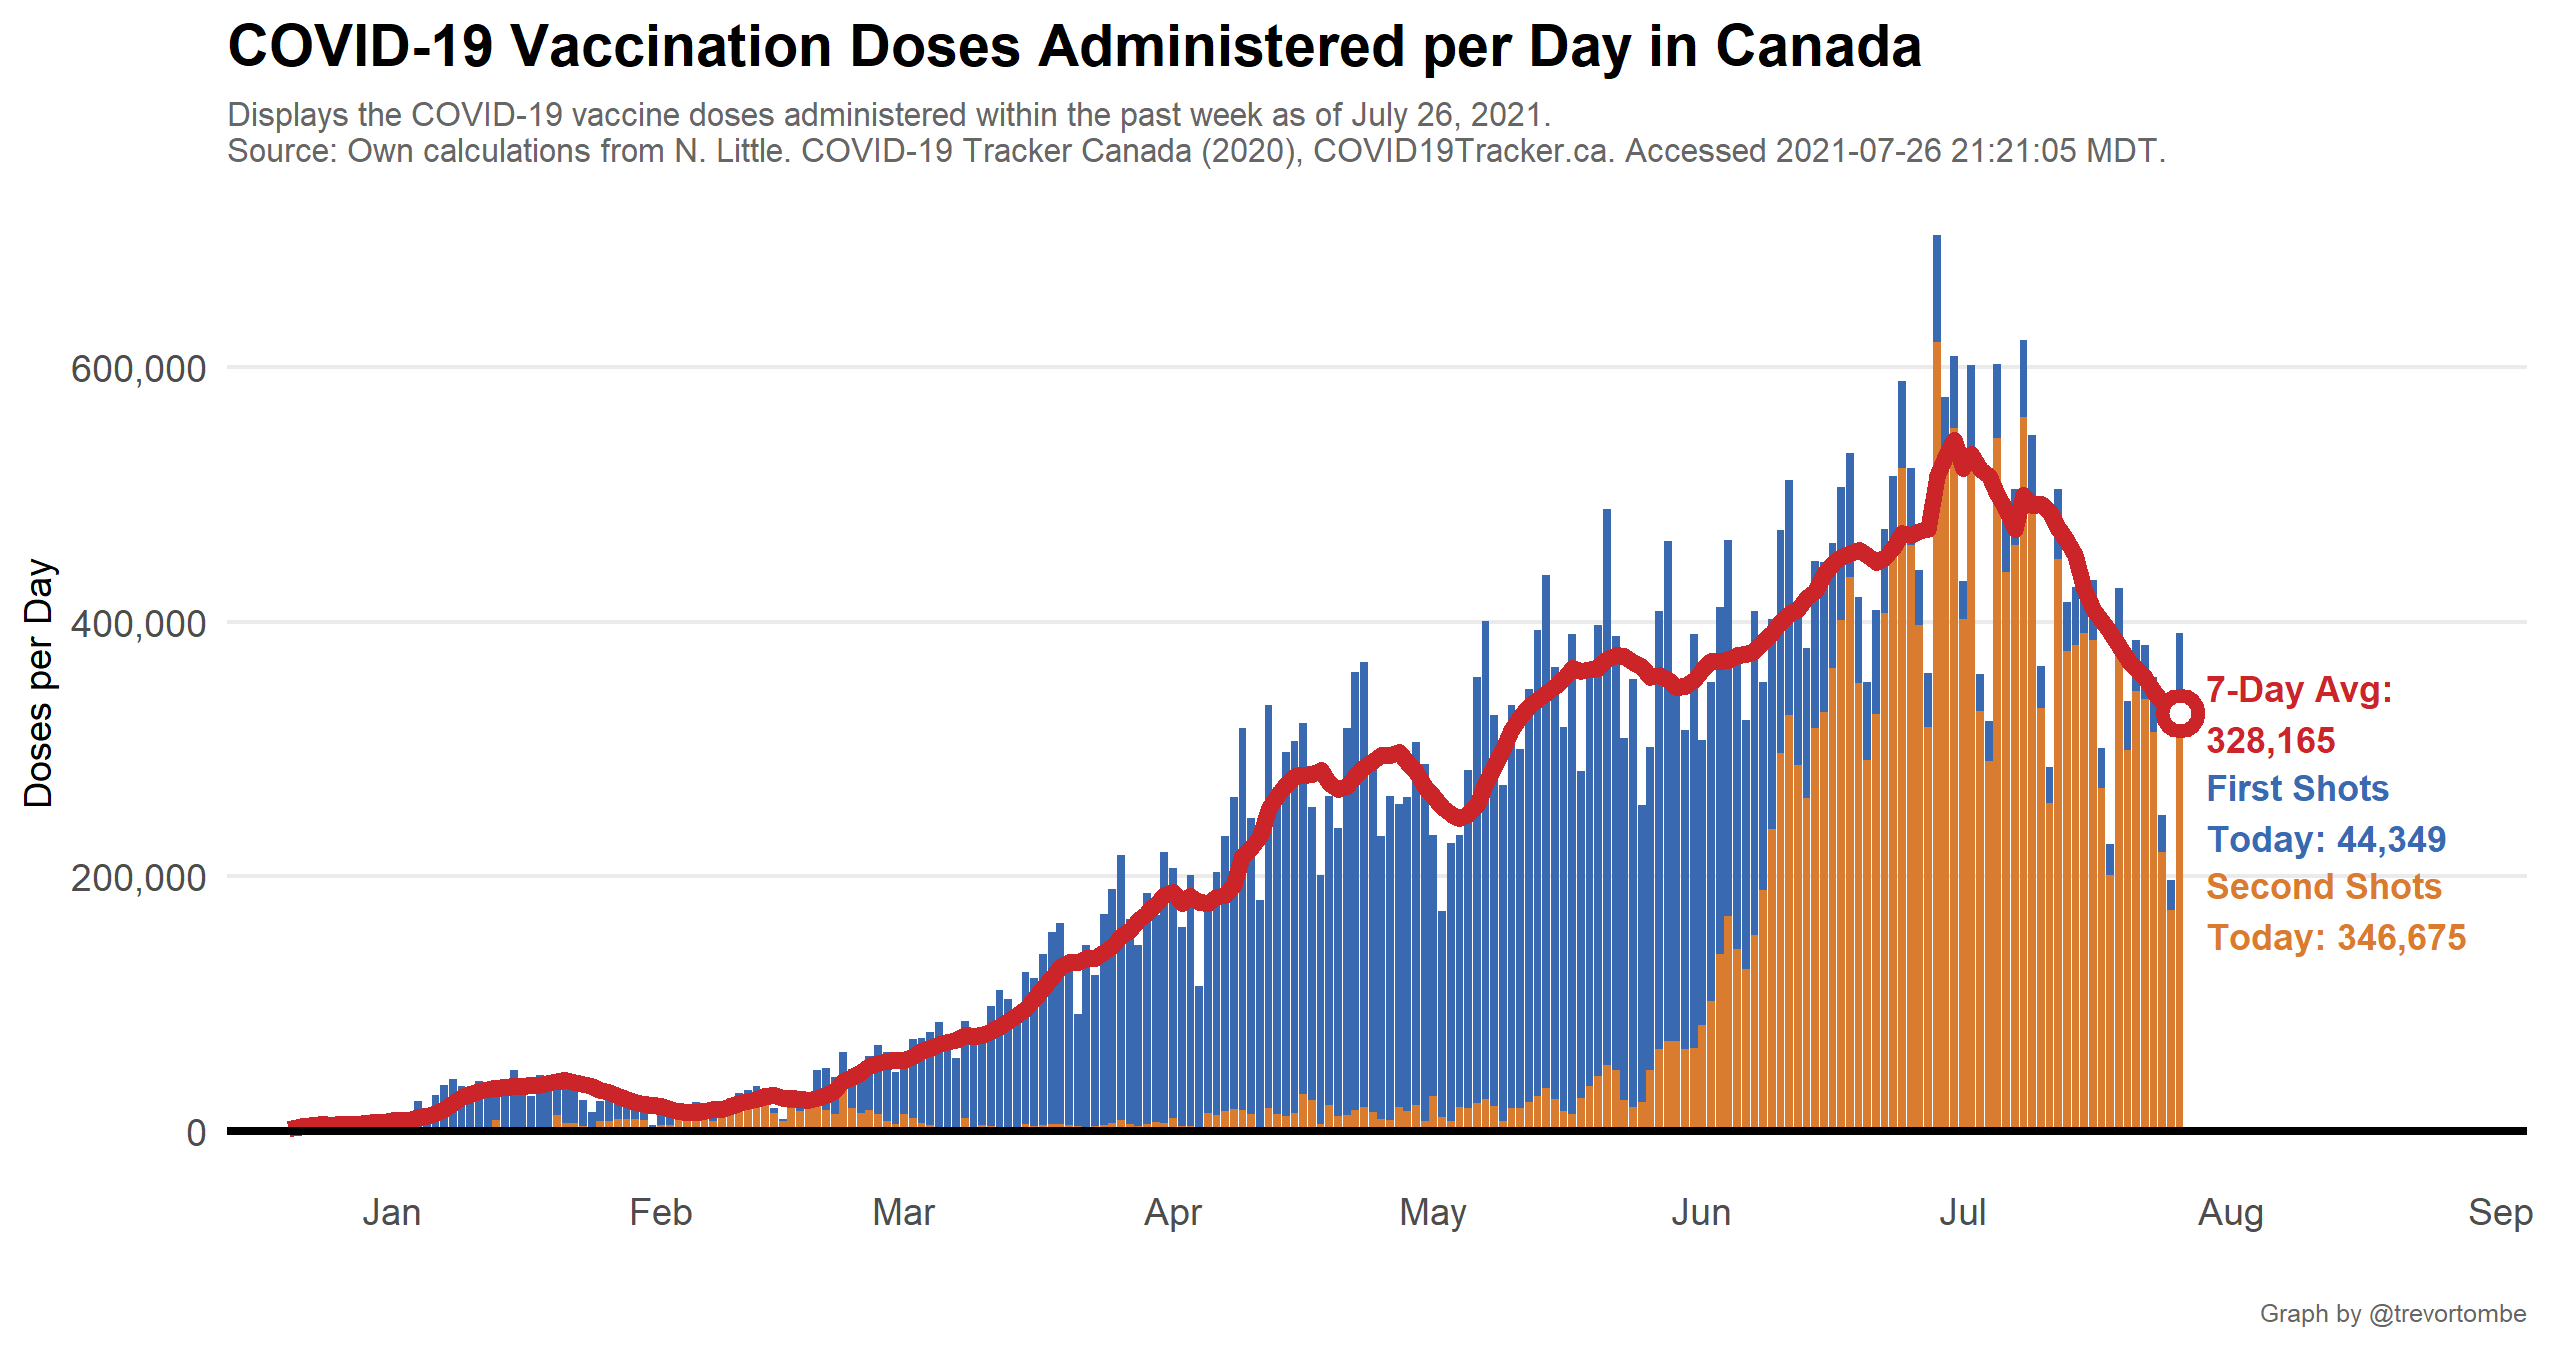 COVID-19 Vaccination Doses Administered per Day in Canada
Displays the COVID-19 vaccine doses administered within the past week as of July 26, 2021.
Source: Own calculations from N. Little. COVID-19 Tracker Canada (2020), COVID19Tracker.ca. Accessed 2021-07-26 21:21:05 MDT.
Doses per Day
600,000
400,000
200,000
0
7-Day Avg:
328,165
First Shots
Today: 44,349
Second Shots
Today: 346,675
Jan Feb Mar Apr May Jun Jul Aug Sep
Graph by @trevortombe